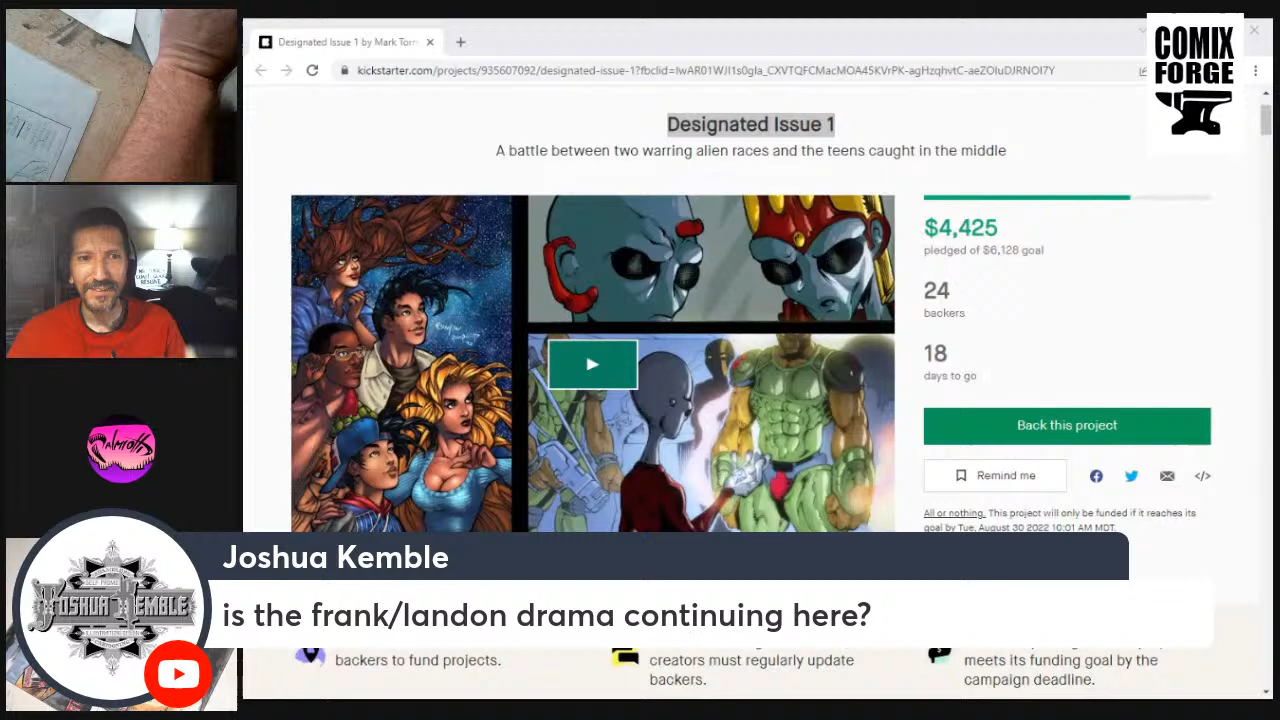 Designated Issue 1 by Mark Torr
kickstarter.com/projects/935607092/designated-issue-1?fbclid=IwAR01WJI1s0gIa_CXVTQFCMacMOA45KVrPK-agHzqhvtC-aeZOIuDJRNOI7Y
COMIX
FORGE
Designated Issue 1
A battle between two warring alien races and the teens caught in the middle
$4,425
pledged of $6,128 goal
24
backers
18
days to go
Back this project
Remind me
All or nothing. This project will only be funded if it reaches its
goal by Tue, August 30 2022 10:01 AM MDT.
Joshua Kemble
is the frank/landon drama continuing here?
JOSHUA KEMBLE
backers to fund projects.
creators must regularly update
backers.
meets its funding goal by the
campaign deadline.